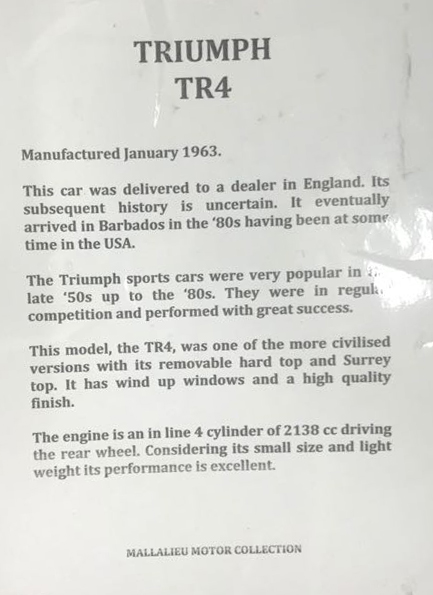 TRIUMPH
TR4
Manufactured January 1963.
This car was delivered to a dealer in England. Its
subsequent history is uncertain. It eventually
arrived in Barbados in the ‘80s having been at some
time in the USA.
The Triumph sports cars were very popular in
late ‘50s up to the ‘80s. They were in
competition and performed with great success.
This model, the TR4, was one of the more civilised
versions with its removable hard top and Surrey
top. It has wind up windows and a high quality
finish.
The engine is an in line 4 cylinder of 2138 cc driving
the rear wheel. Considering its small size and light
weight its performance is excellent.
MALLALIEU MOTOR COLLECTION